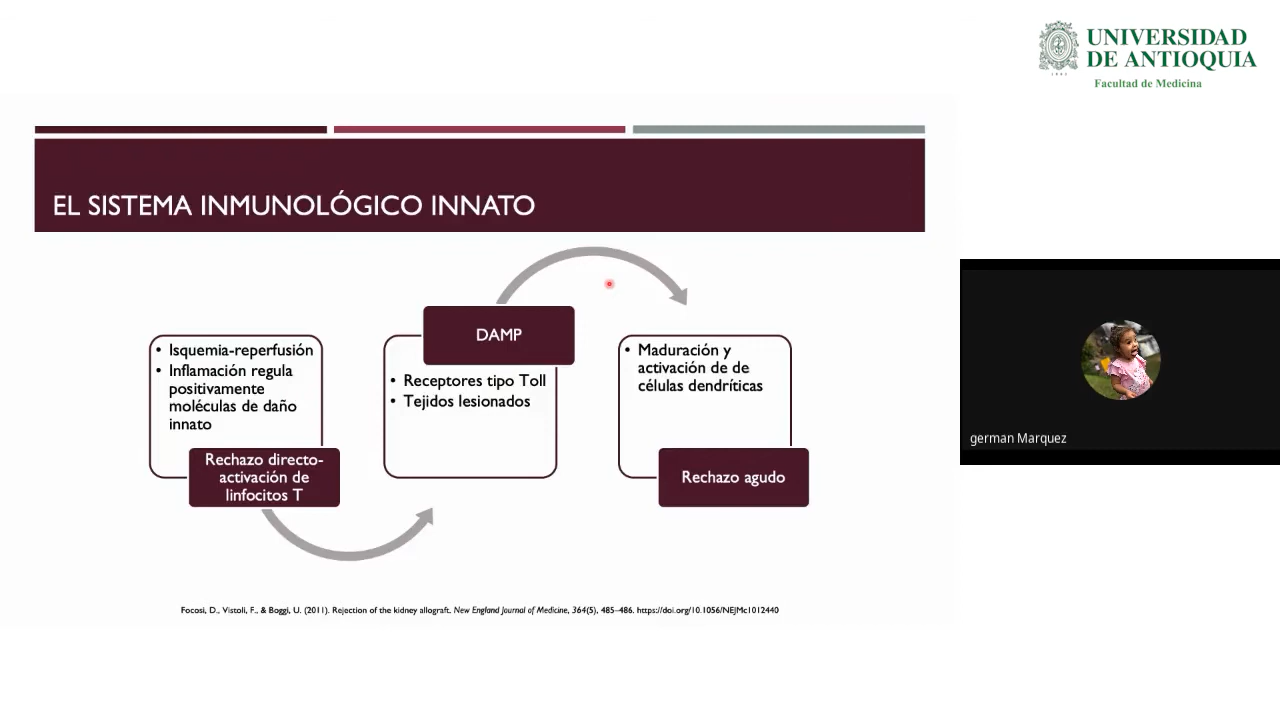 UNIVERSIDAD
DE ANTIOQUIA
1803
Facultad de Medicina
EL SISTEMA INMUNOLÓGICO INNATO
• Isquemia-reperfusión
• Inflamación regula
positivamente
moléculas de daño
innato
Rechazo directo-
activación de
linfocitos T
DAMP
• Receptores tipo Toll
• Tejidos lesionados
• Maduración y
activación de de
células dendríticas
Rechazo agudo
german Marquez
Focosi, D., Vistoli, F., & Boggi, U. (2011). Rejection of the kidney allograft. New England Journal of Medicine, 364(5), 485–486. https://doi.org/10.1056/NEJMc1012440